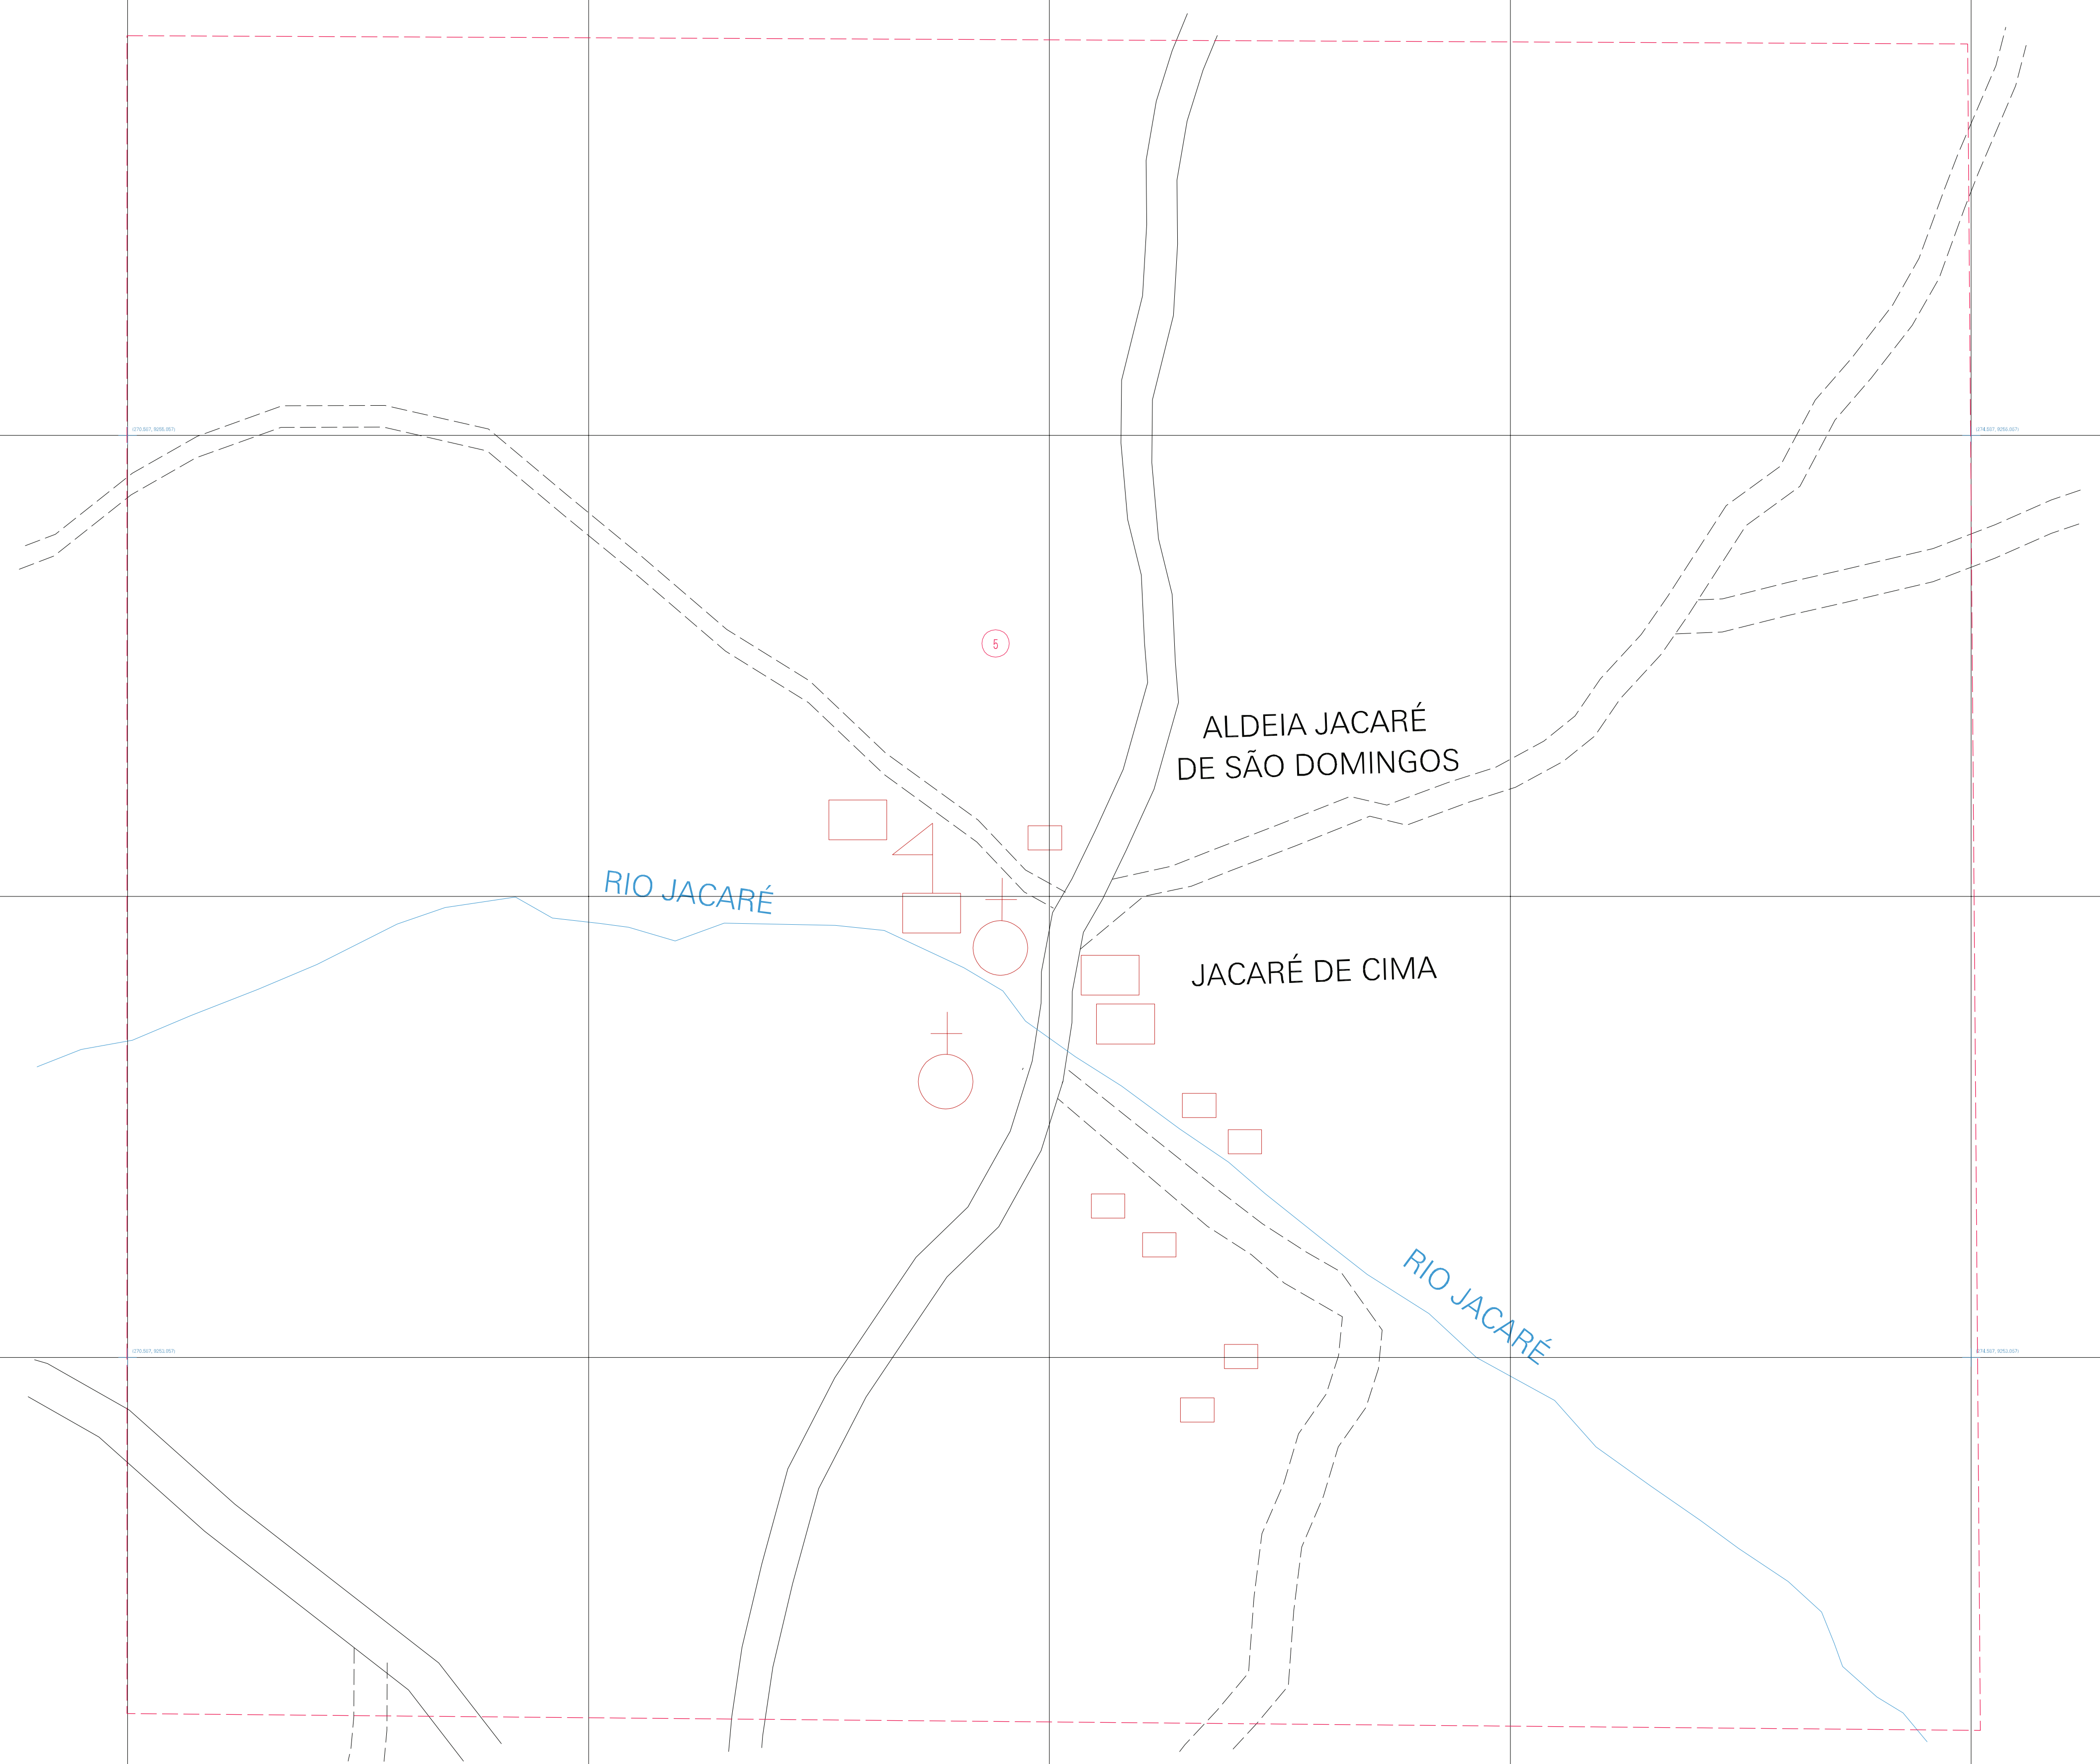 5
ALDEIA JACARÉ
DE SÃO DOMINGOS
RIO JACARÉ
JACARÉ DE CIMA
RIO JACARÉ